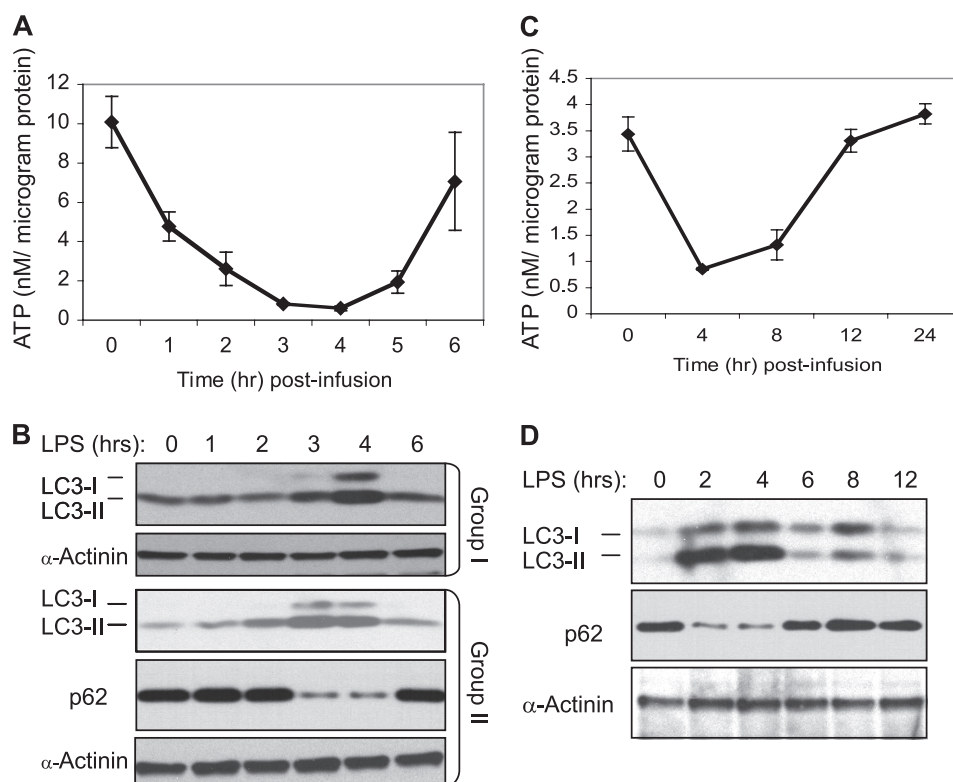 A
ATP (nM/ microgram protein)
12
10
8
6
4
2
0
0 1 2 3 4 5 6
Time (hr) post-infusion
C
ATP (nM/ microgram protein)
4.5
4
3.5
3
2.5
2
1.5
1
0.5
0
0 4 8 12 24
Time (hr) post-infusion
B
LPS (hrs): 0 1 2 3 4 6
LC3-I
LC3-II
α-Actinin
Group I
LC3-I
LC3-II
p62
α-Actinin
Group II
D
LPS (hrs): 0 2 4 6 8 12
LC3-I
LC3-II
p62
α-Actinin